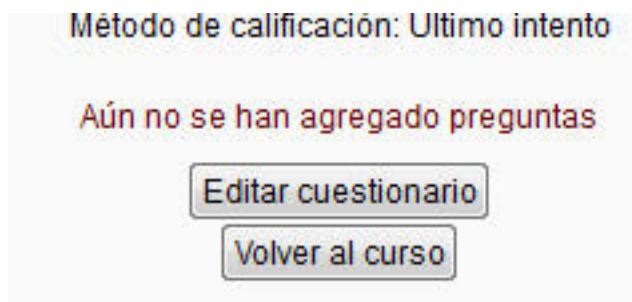 Método de calificación: Ultimo intento
Aún no se han agregado preguntas
Editar cuestionario
Volver al curso